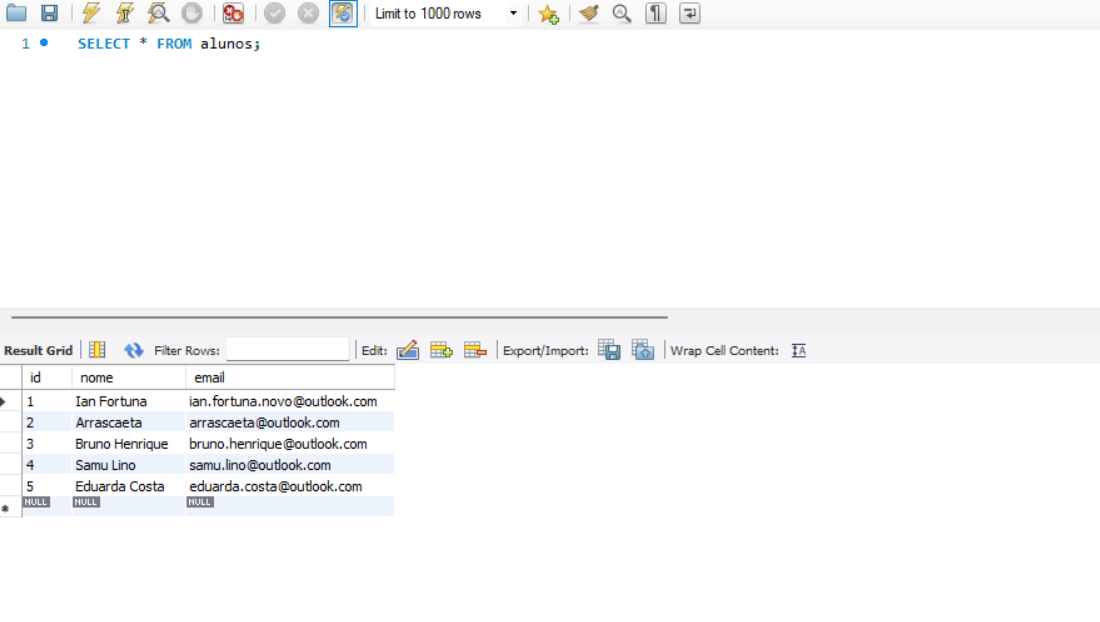 Limit to 1000 rows
1 SELECT * FROM alunos;
Result Grid Filter Rows: Edit: Export/Import: Wrap Cell Content: IA
id nome email
1 Ian Fortuna ian.fortuna.novo@outlook.com
2 Arrascaeta arrascaeta@outlook.com
3 Bruno Henrique bruno.henrique@outlook.com
4 Samu Lino samu.lino@outlook.com
5 Eduarda Costa eduarda.costa@outlook.com
NULL NULL NULL